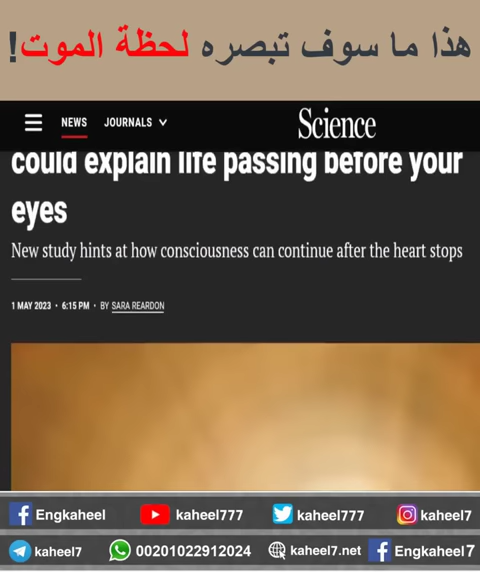 هذا ما سوف تبصره لحظة الموت!
NEWS JOURNALS Science
could explain life passing before your
eyes
New study hints at how consciousness can continue after the heart stops
1 MAY 2023 • 6:15 PM • BY SARA REARDON
Engkaheel kaheel777 kaheel777 kaheel7
kaheel7 00201022912024 kaheel7.net Engkaheel7